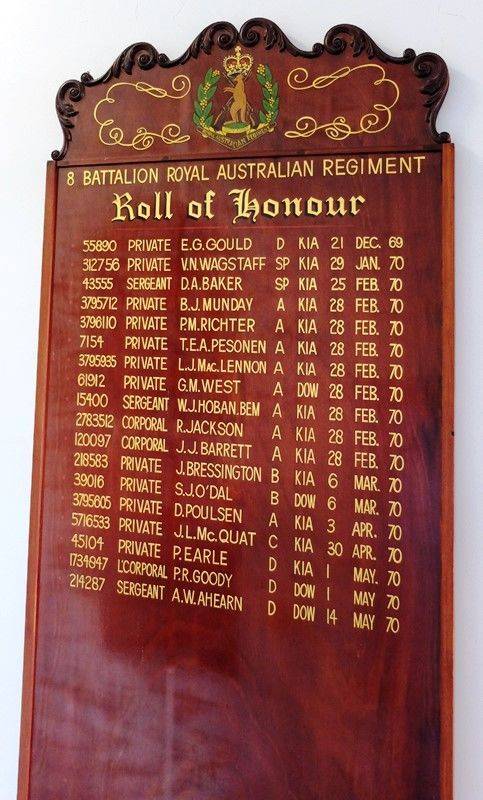 ROYAL AUSTRALIAN REGIMENT
8 BATTALION ROYAL AUSTRALIAN REGIMENT
Roll of Honour
55890 PRIVATE E.G.GOULD D KIA 21 DEC. 69
312756 PRIVATE V.N.WAGSTAFF SP KIA 29 JAN. 70
43555 SERGEANT D.A.BAKER SP KIA 25 FEB. 70
3795712 PRIVATE B.J.MUNDAY A KIA 28 FEB. 70
3796110 PRIVATE P.M.RICHTER A KIA 28 FEB. 70
7154 PRIVATE T.E.A.PESONEN A KIA 28 FEB. 70
3795935 PRIVATE L.J.MAC.LENNON A KIA 28 FEB. 70
61912 PRIVATE G.M.WEST A DOW 28 FEB. 70
15400 SERGEANT W.J.HOBAN.BEM A KIA 28 FEB. 70
2783512 CORPORAL R.JACKSON A KIA 28 FEB. 70
120097 CORPORAL J.J.BARRETT A KIA 28 FEB. 70
218583 PRIVATE J.BRESSINGTON B KIA 6 MAR. 70
39016 PRIVATE S.J.O'DAL B DOW 6 MAR. 70
3795605 PRIVATE D.POULSEN A KIA 3 APR. 70
5716533 PRIVATE J.L.Mc.QUAT C KIA 30 APR. 70
45104 PRIVATE P.EARLE D KIA 1 MAY. 70
1734047 L'CORPORAL P.R.GOODY D DOW 1 MAY 70
214287 SERGEANT A.W.AHEARN D DOW 14 MAY 70